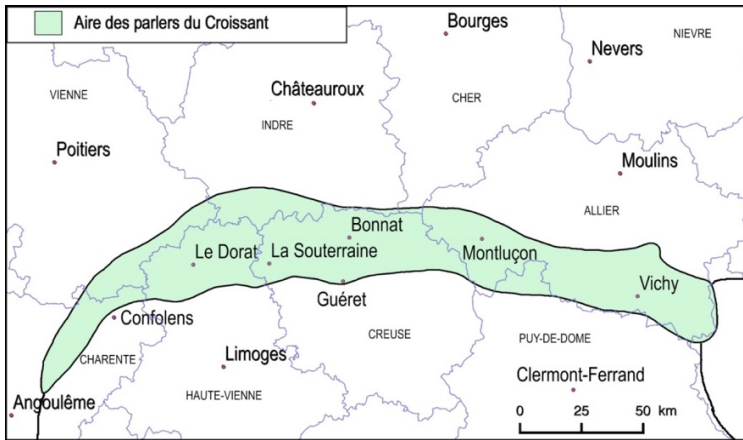 Aire des parlers du Croissant
Bourges
NIEVRE
Nevers
VIENNE
Châteauroux
CHER
INDRE
Poitiers
Moulins
ALLIER
Bonnat
Le Dorat
La Souterraine
Montluçon
Vichy
Guéret
Confolens
CREUSE
PUY-DE-DOME
CHARENTE
Limoges
Clermont-Ferrand
HAUTE-VIENNE
Angoulême
0 25 50 km